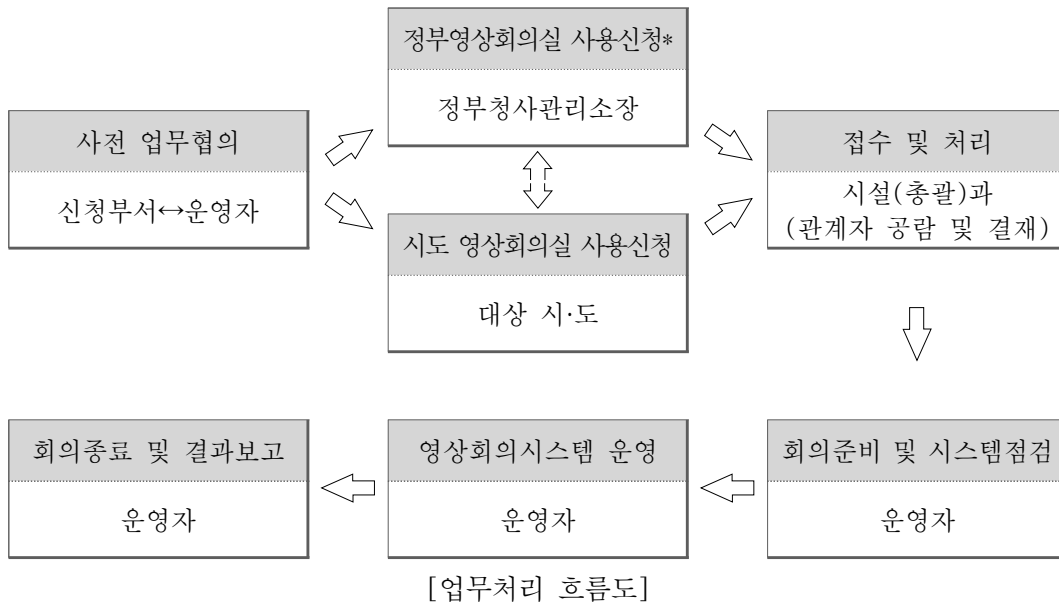 정부영상회의실 사용신청*
정부청사관리소장
사전 업무협의
신청부서↔운영자
시도 영상회의실 사용신청
대상 시·도
접수 및 처리
시설(총괄)과
(관계자 공람 및 결재)
회의종료 및 결과보고
운영자
영상회의시스템 운영
운영자
회의준비 및 시스템점검
운영자
[업무처리 흐름도]